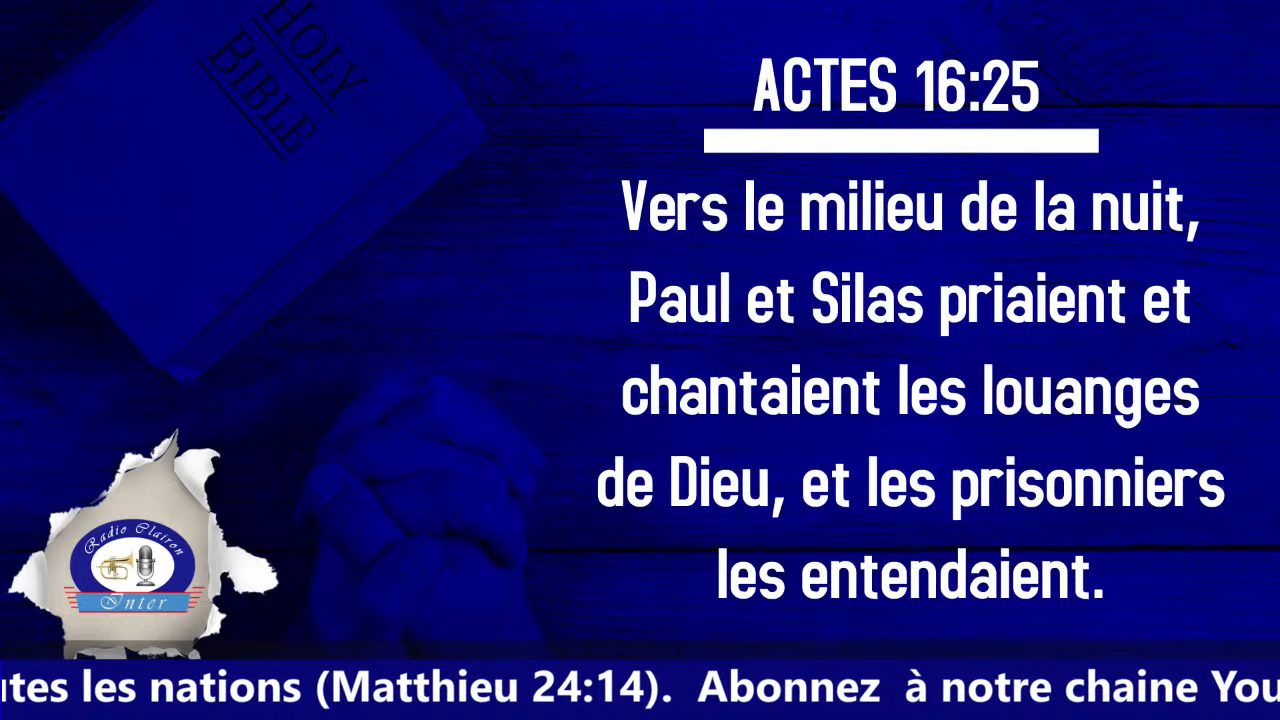 HOLY
BIBLE
ACTES 16:25
Vers le milieu de la nuit,
Paul et Silas priaient et
chantaient les louanges
de Dieu, et les prisonniers
les entendaient.
Radio Clairon
Inter
les nations (Matthieu 24:14). Abonnez à notre chaine